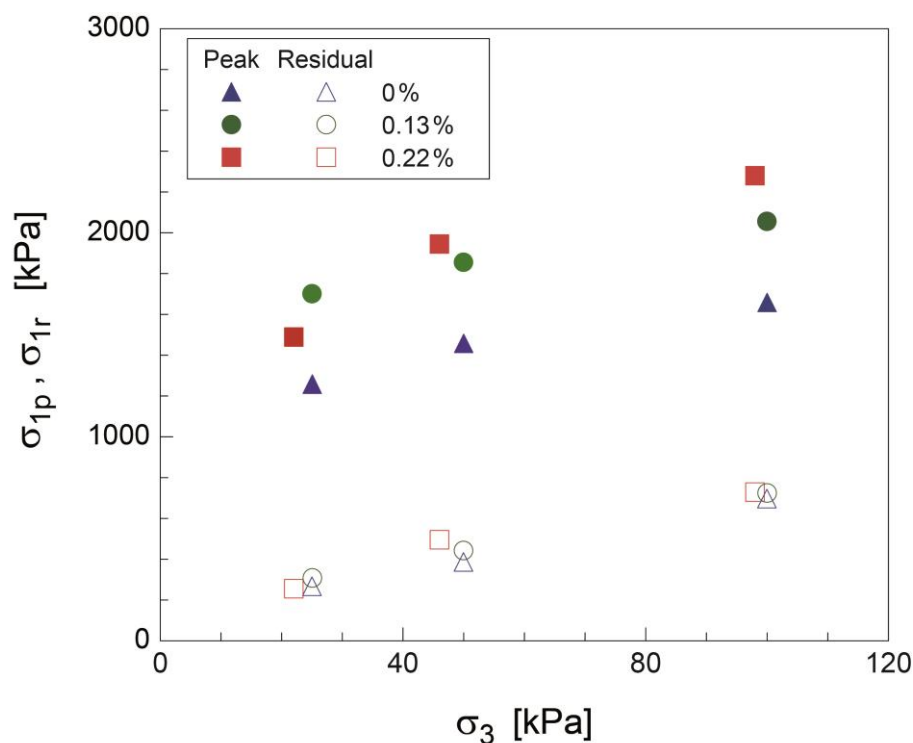 3000
Peak Residual
0%
0.13%
0.22%
2000
1000
0
σ1p, σ1r [kPa]
0 40 80 120
σ3 [kPa]